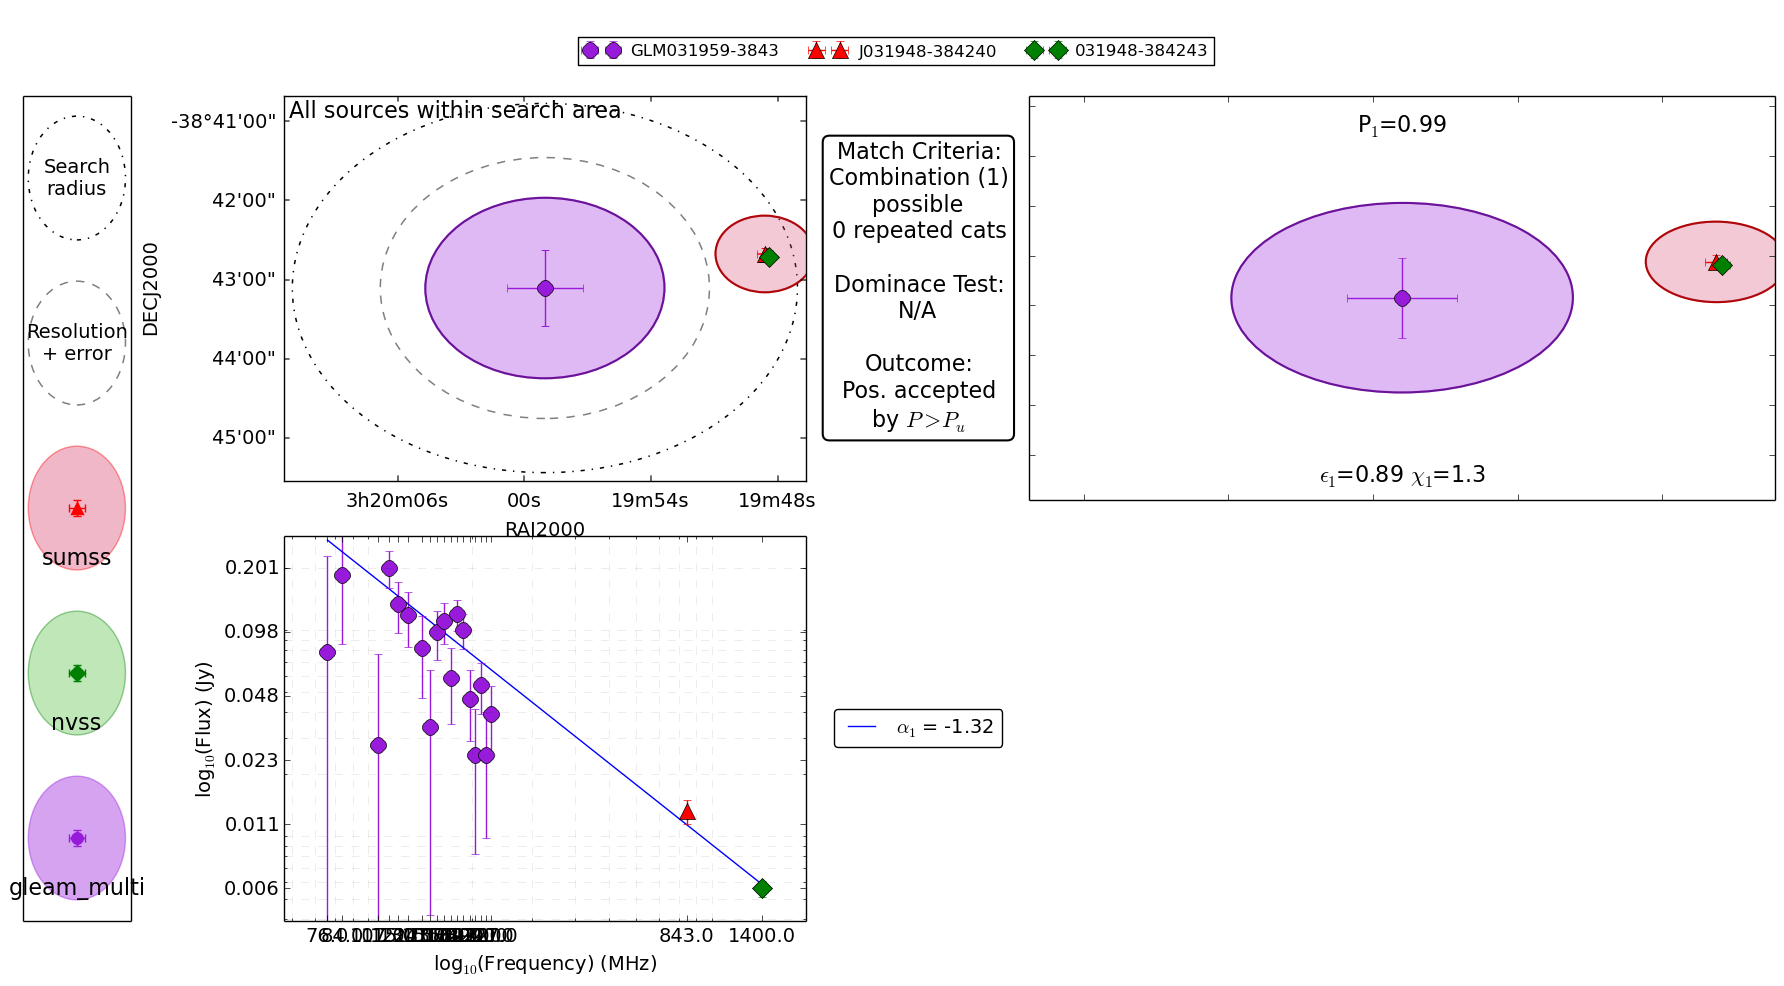 GLM031959-3843 J031948-384240 031948-384243
Search
radius
Resolution
+ error
sumss
nvss
gleam_multi
All sources within search area
DECJ2000
-38°41'00"
42'00"
43'00"
44'00"
45'00"
3h20m06s 00s 19m54s 19m48s
RAJ2000
Match Criteria:
Combination (1)
possible
0 repeated cats
Dominace Test:
N/A
Outcome:
Pos. accepted
by P>Pu
P1=0.99
ϵ1=0.89 χ1=1.3
log10(Flux) (Jy)
0.201
0.098
0.048
0.023
0.011
0.006
843.0 1400.0
log10(Frequency) (MHz)
α1 = -1.32